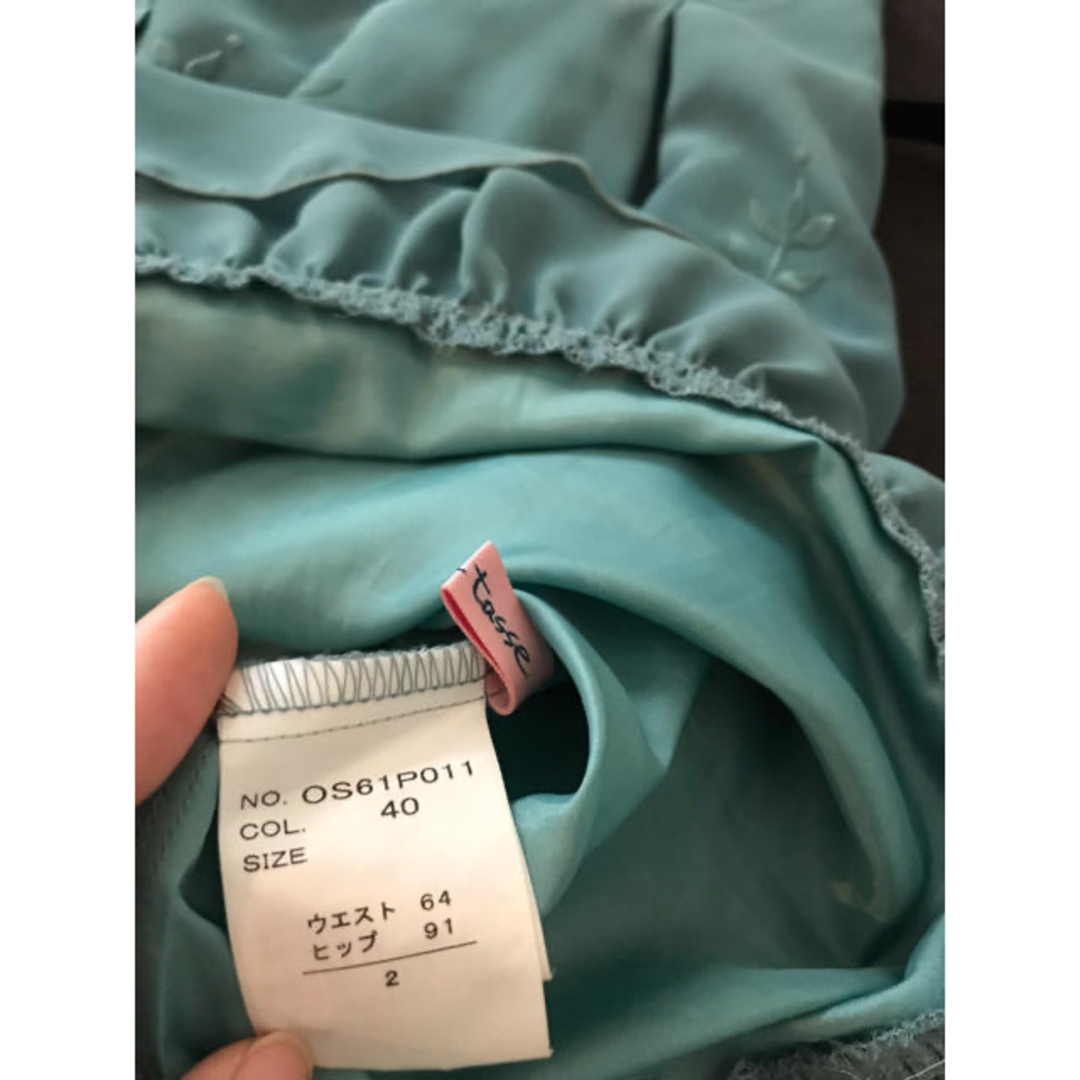 tasse
NO. OS61P011
COL. 40
SIZE
ウエスト 64
ヒップ 91
2